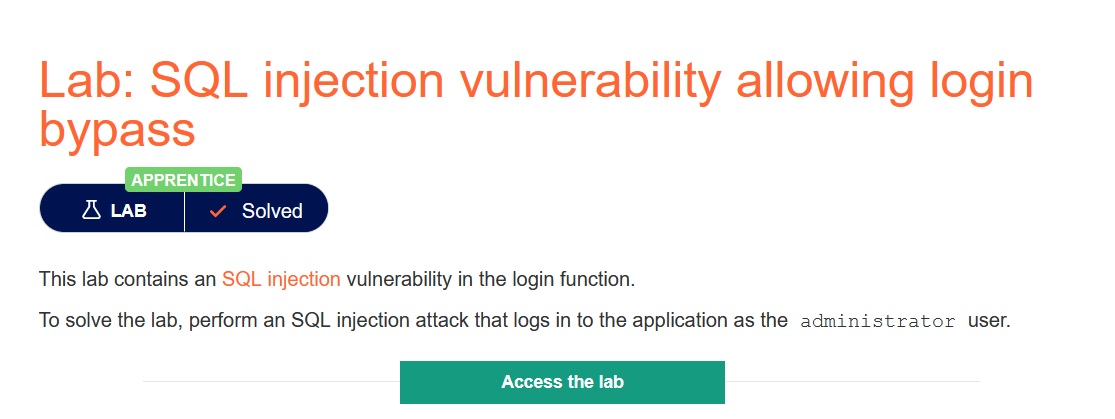 Lab: SQL injection vulnerability allowing login
bypass
APPRENTICE
LAB Solved
This lab contains an SQL injection vulnerability in the login function.
To solve the lab, perform an SQL injection attack that logs in to the application as the administrator user.
Access the lab